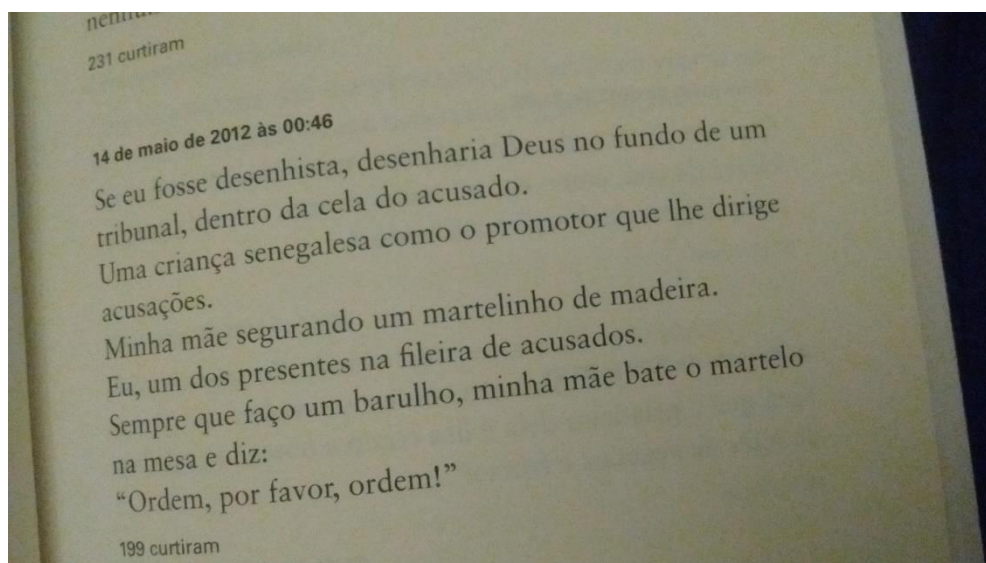 231 curtiram
14 de maio de 2012 às 00:46
Se eu fosse desenhista, desenharia Deus no fundo de um
tribunal, dentro da cela do acusado.
Uma criança senegalesa como o promotor que lhe dirige
acusações.
Minha mãe segurando um martelinho de madeira.
Eu, um dos presentes na fileira de acusados.
Sempre que faço um barulho, minha mãe bate o martelo
na mesa e diz:
“Ordem, por favor, ordem!”
199 curtiram